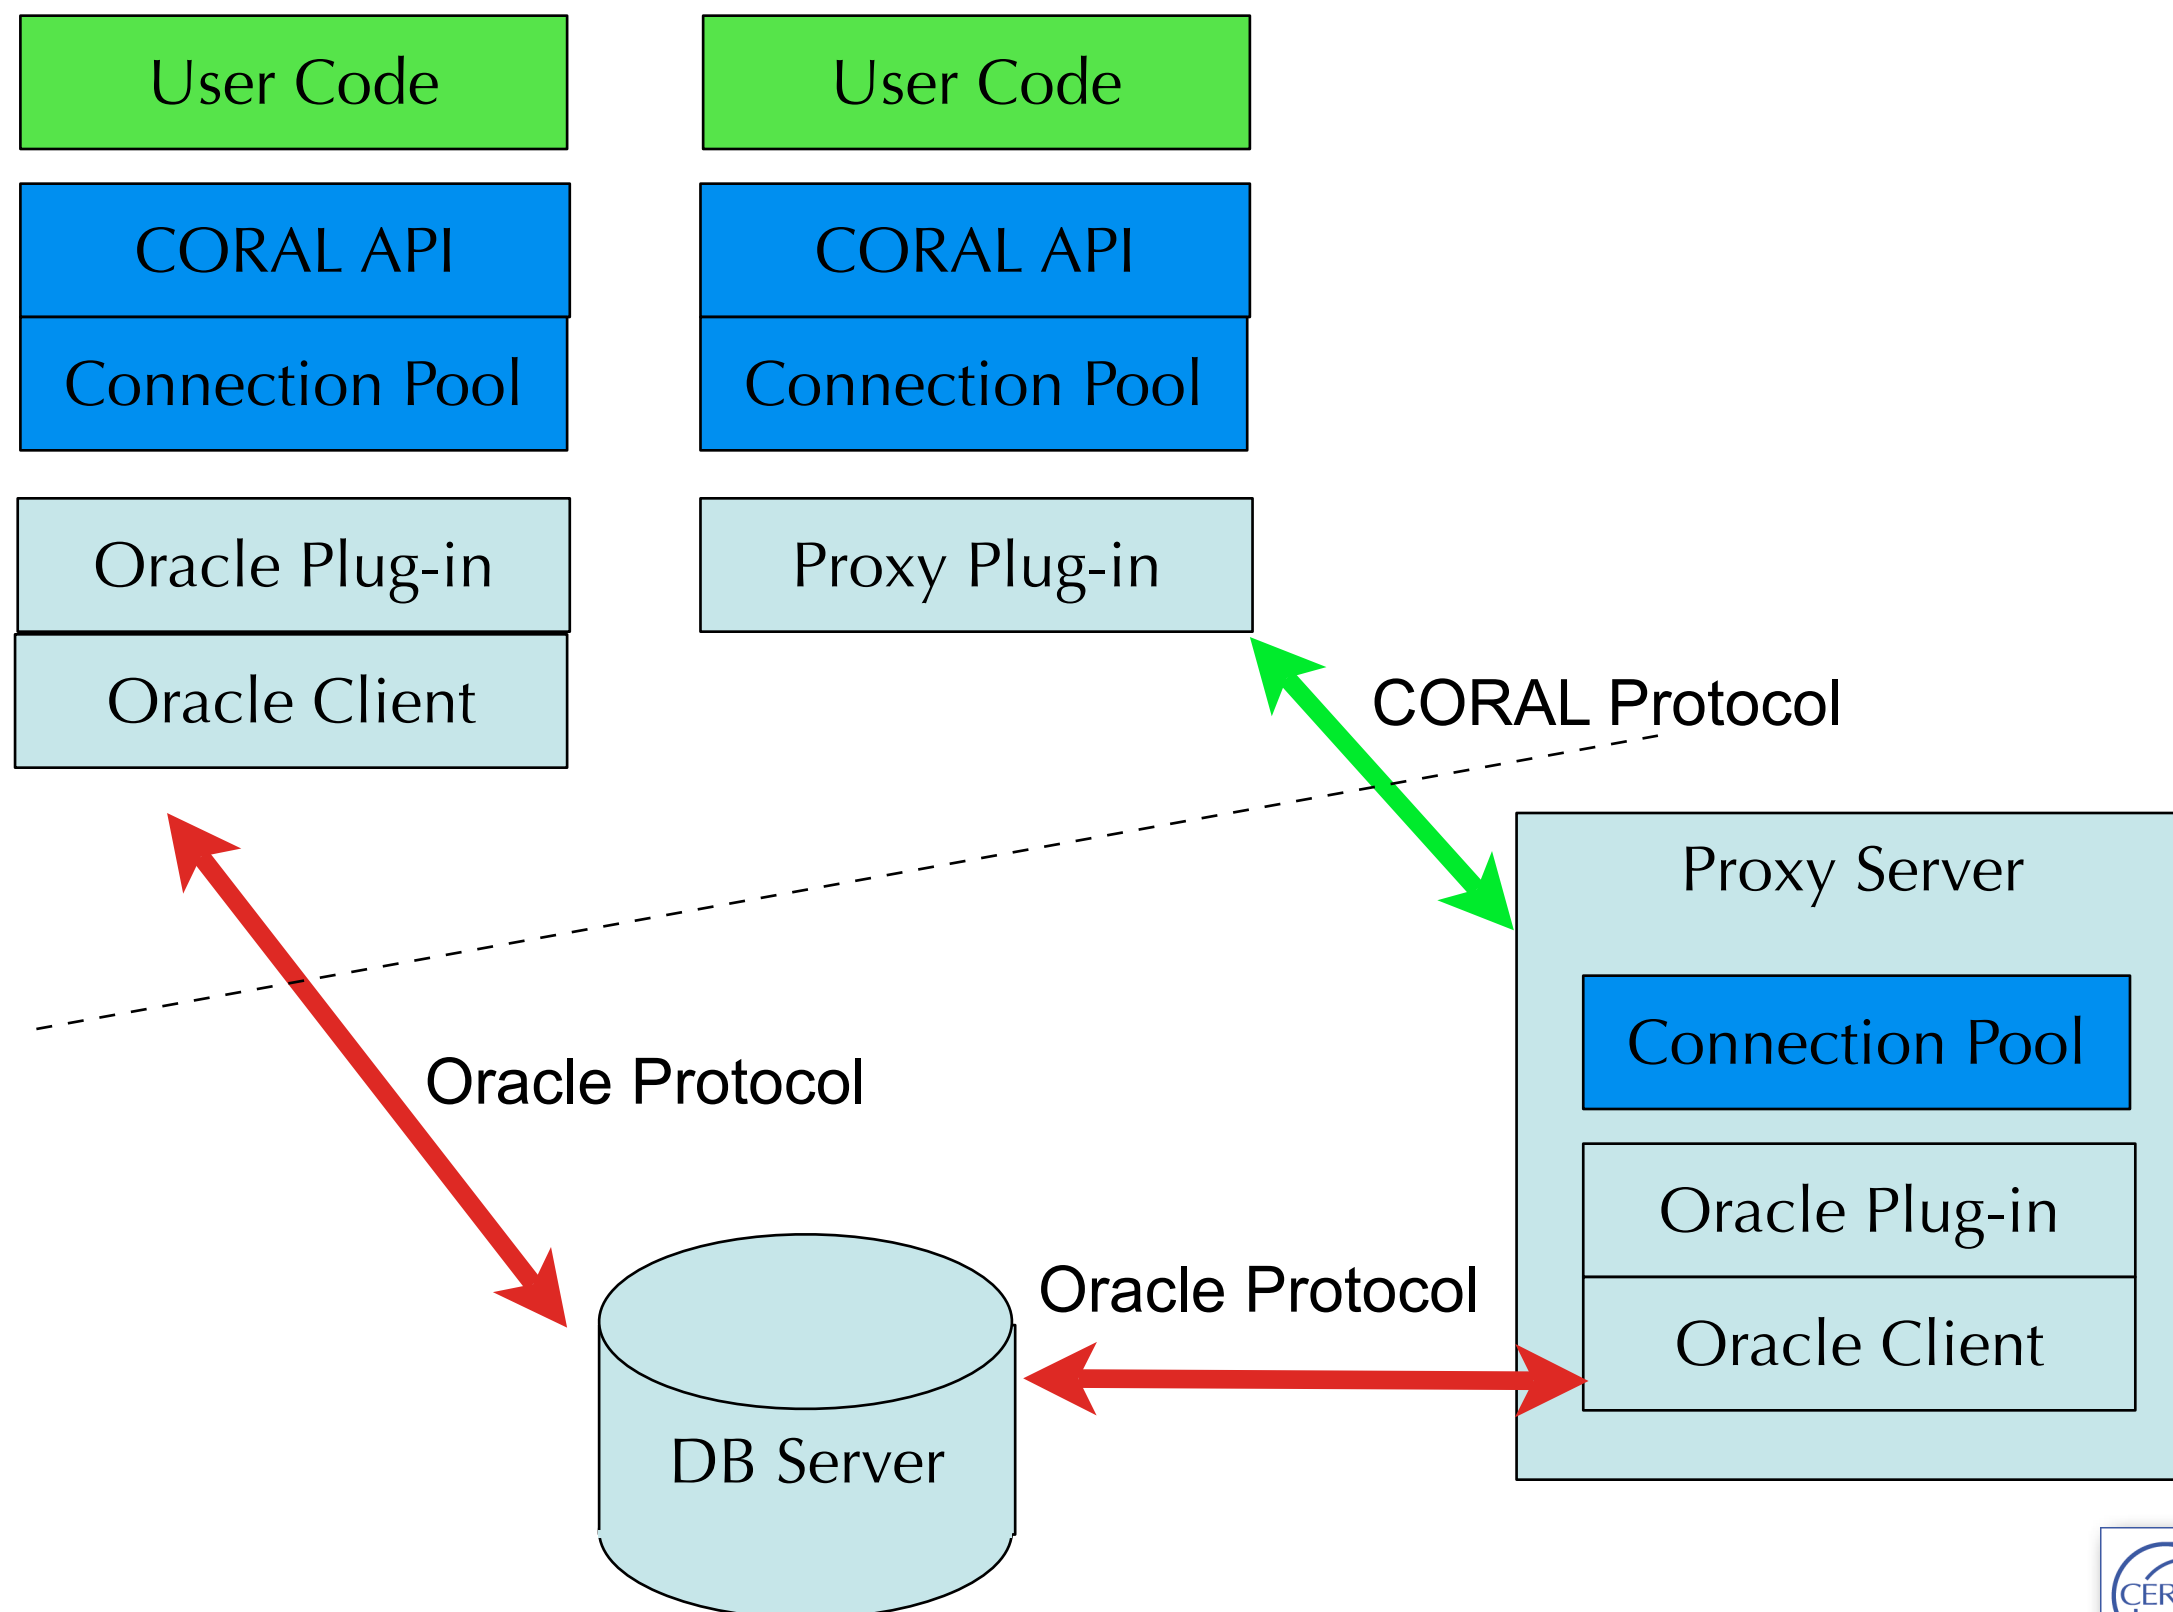 User Code
User Code
CORAL API
CORAL API
Connection Pool
Connection Pool
Oracle Plug-in
Proxy Plug-in
Oracle Client
CORAL Protocol
Proxy Server
Connection Pool
Oracle Protocol
Oracle Plug-in
Oracle Protocol
Oracle Client
DB Server